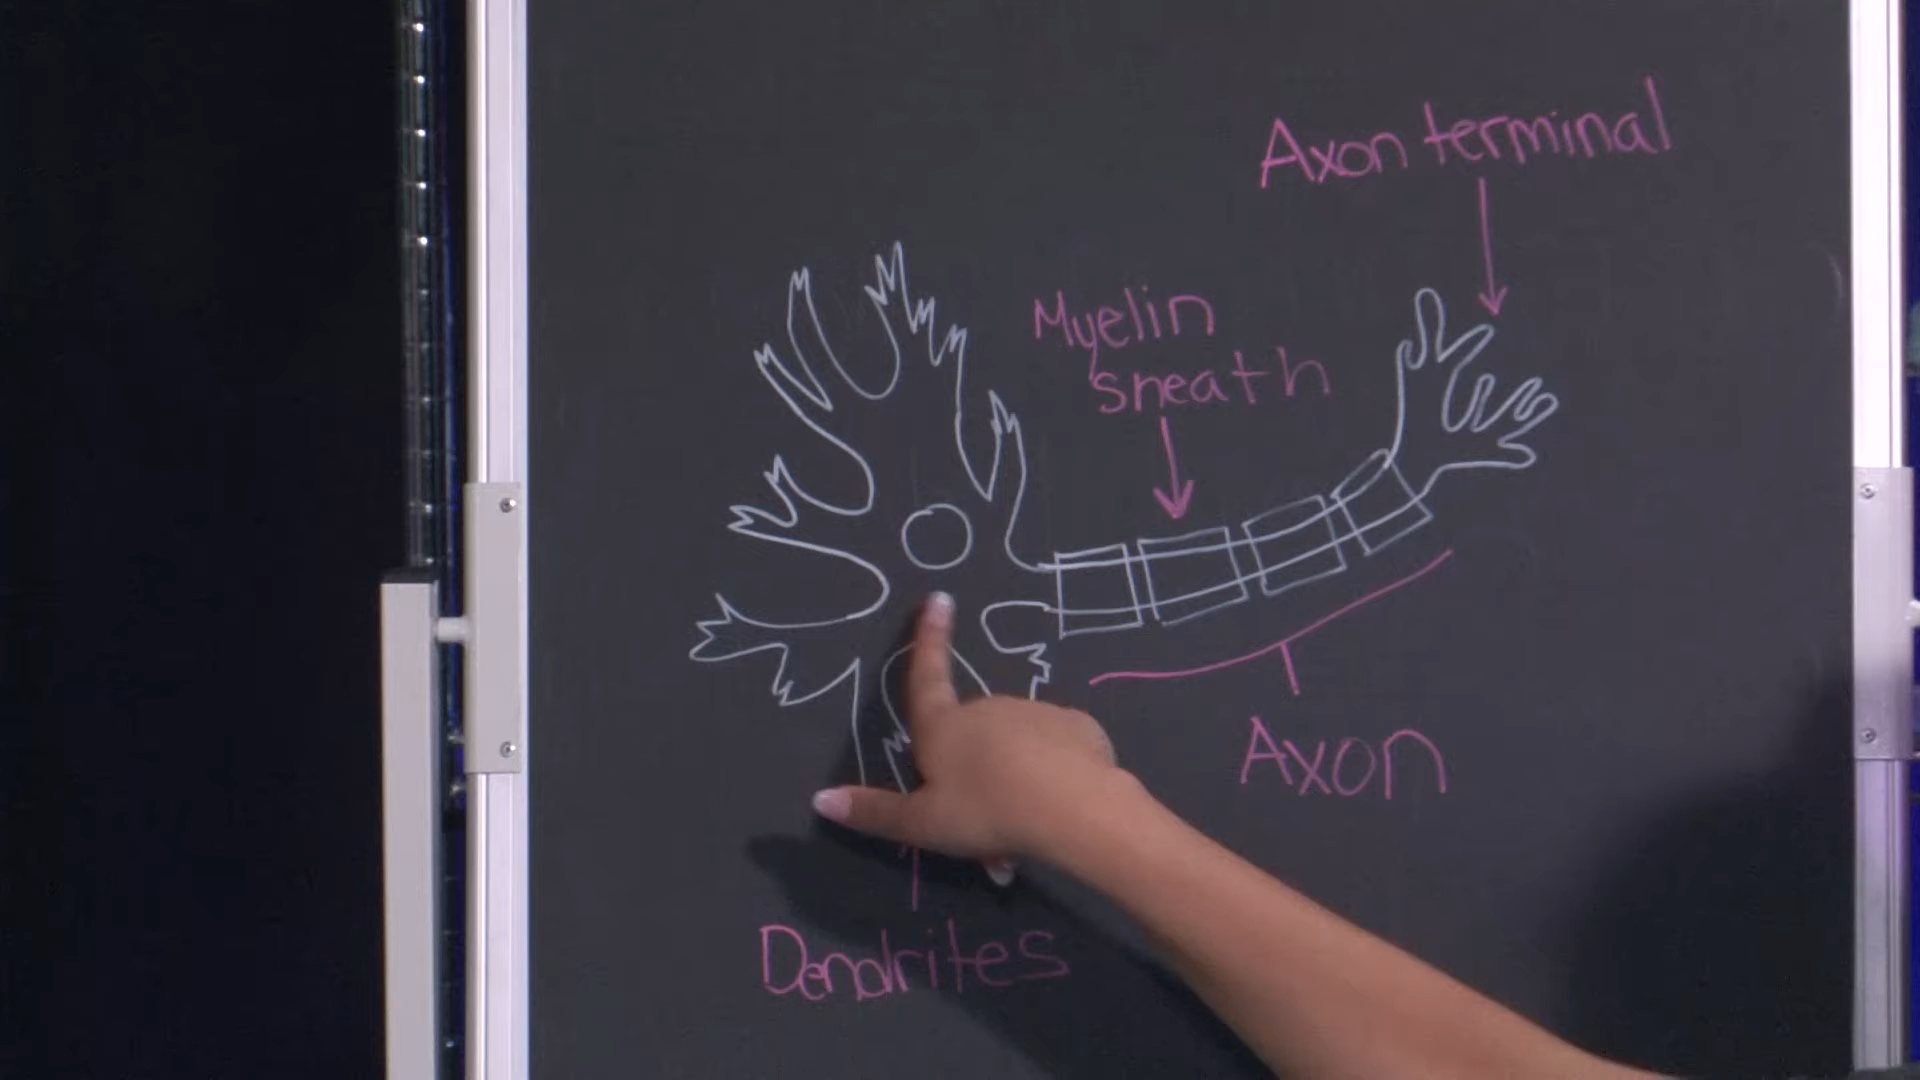 Axon terminal
Myelin
sheath
Axon
Dendrites